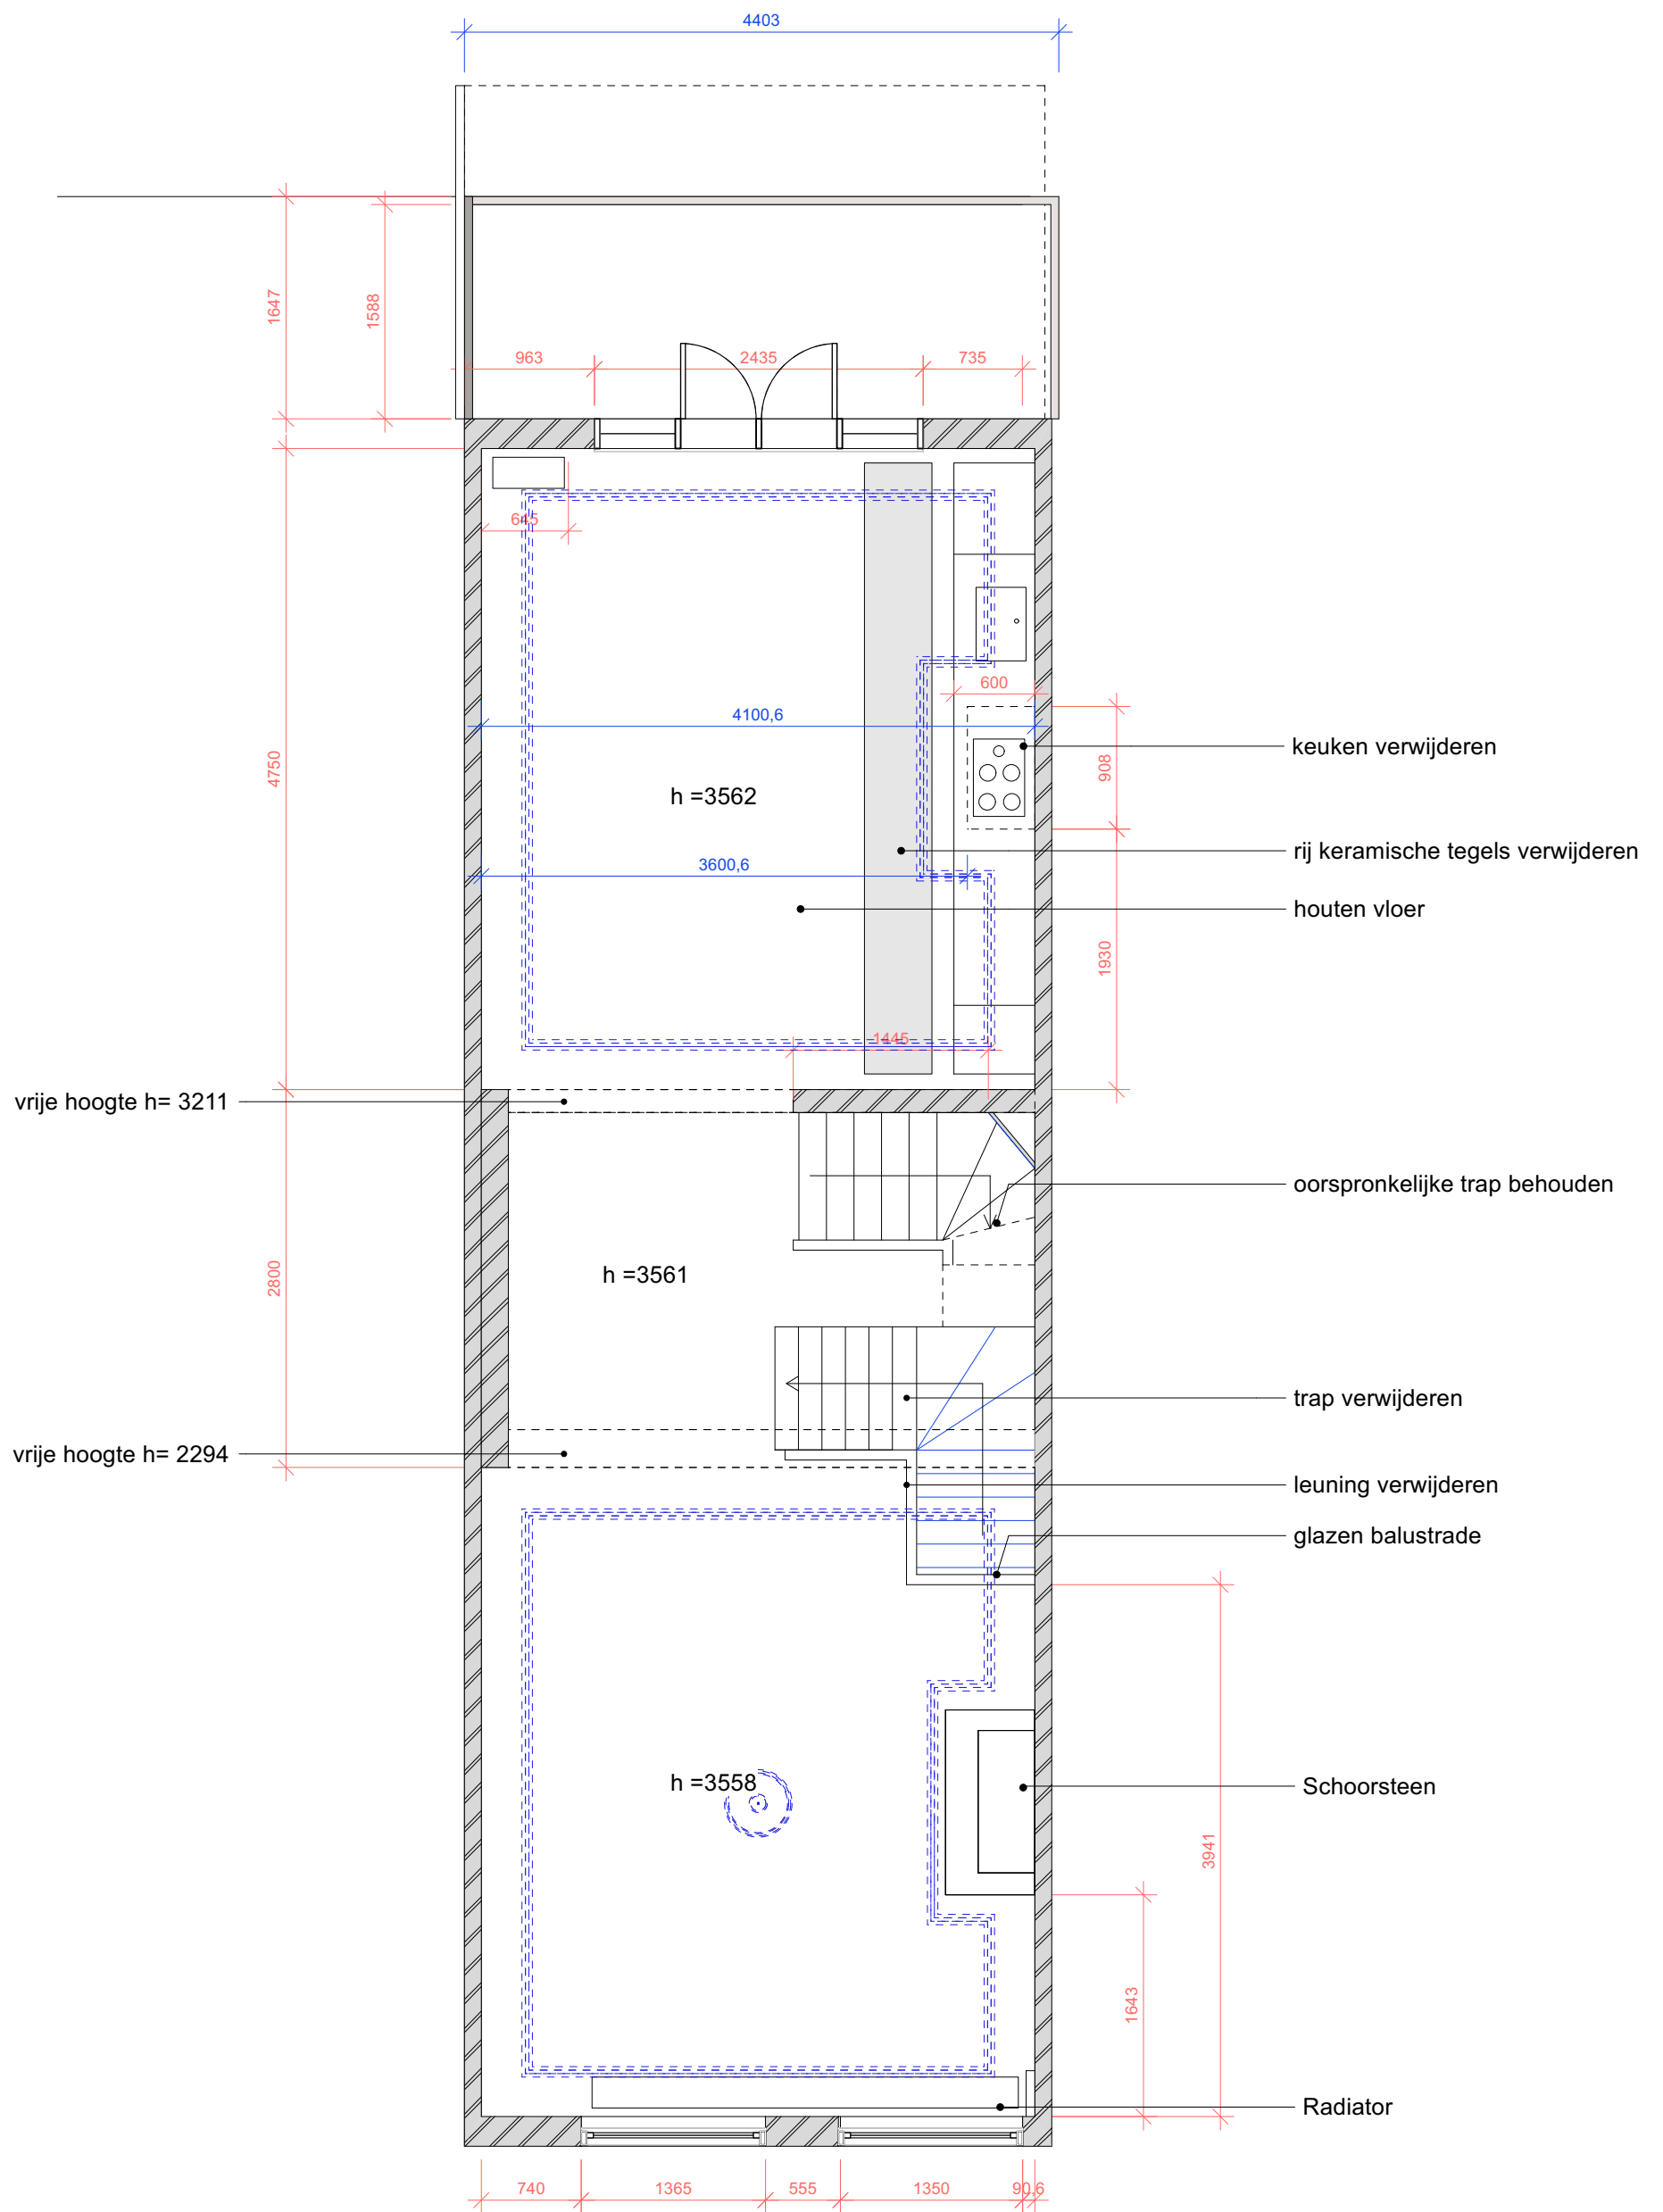 4403
1647
1588
963
2435
735
645
600
4100,6
keuken verwijderen
4750
908
h =3562
rij keramische tegels verwijderen
3600,6
houten vloer
1930
1445
vrije hoogte h= 3211
oorspronkelijke trap behouden
h =3561
2800
trap verwijderen
vrije hoogte h= 2294
leuning verwijderen
glazen balustrade
h =3558
Schoorsteen
3941
1643
Radiator
740
1365
555
1350
90,6